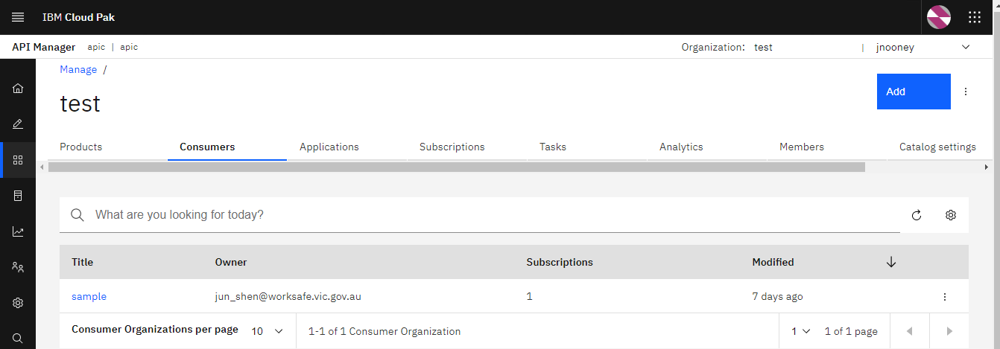 IBM Cloud Pak
API Manager apic | apic Organization: test | jnooney
Manage /
test
Add
Products Consumers Applications Subscriptions Tasks Analytics Members Catalog settings
What are you looking for today?
Title Owner Subscriptions Modified
sample jun_shen@worksafe.vic.gov.au 1 7 days ago
Consumer Organizations per page 10 1-1 of 1 Consumer Organization 1 1 of 1 page